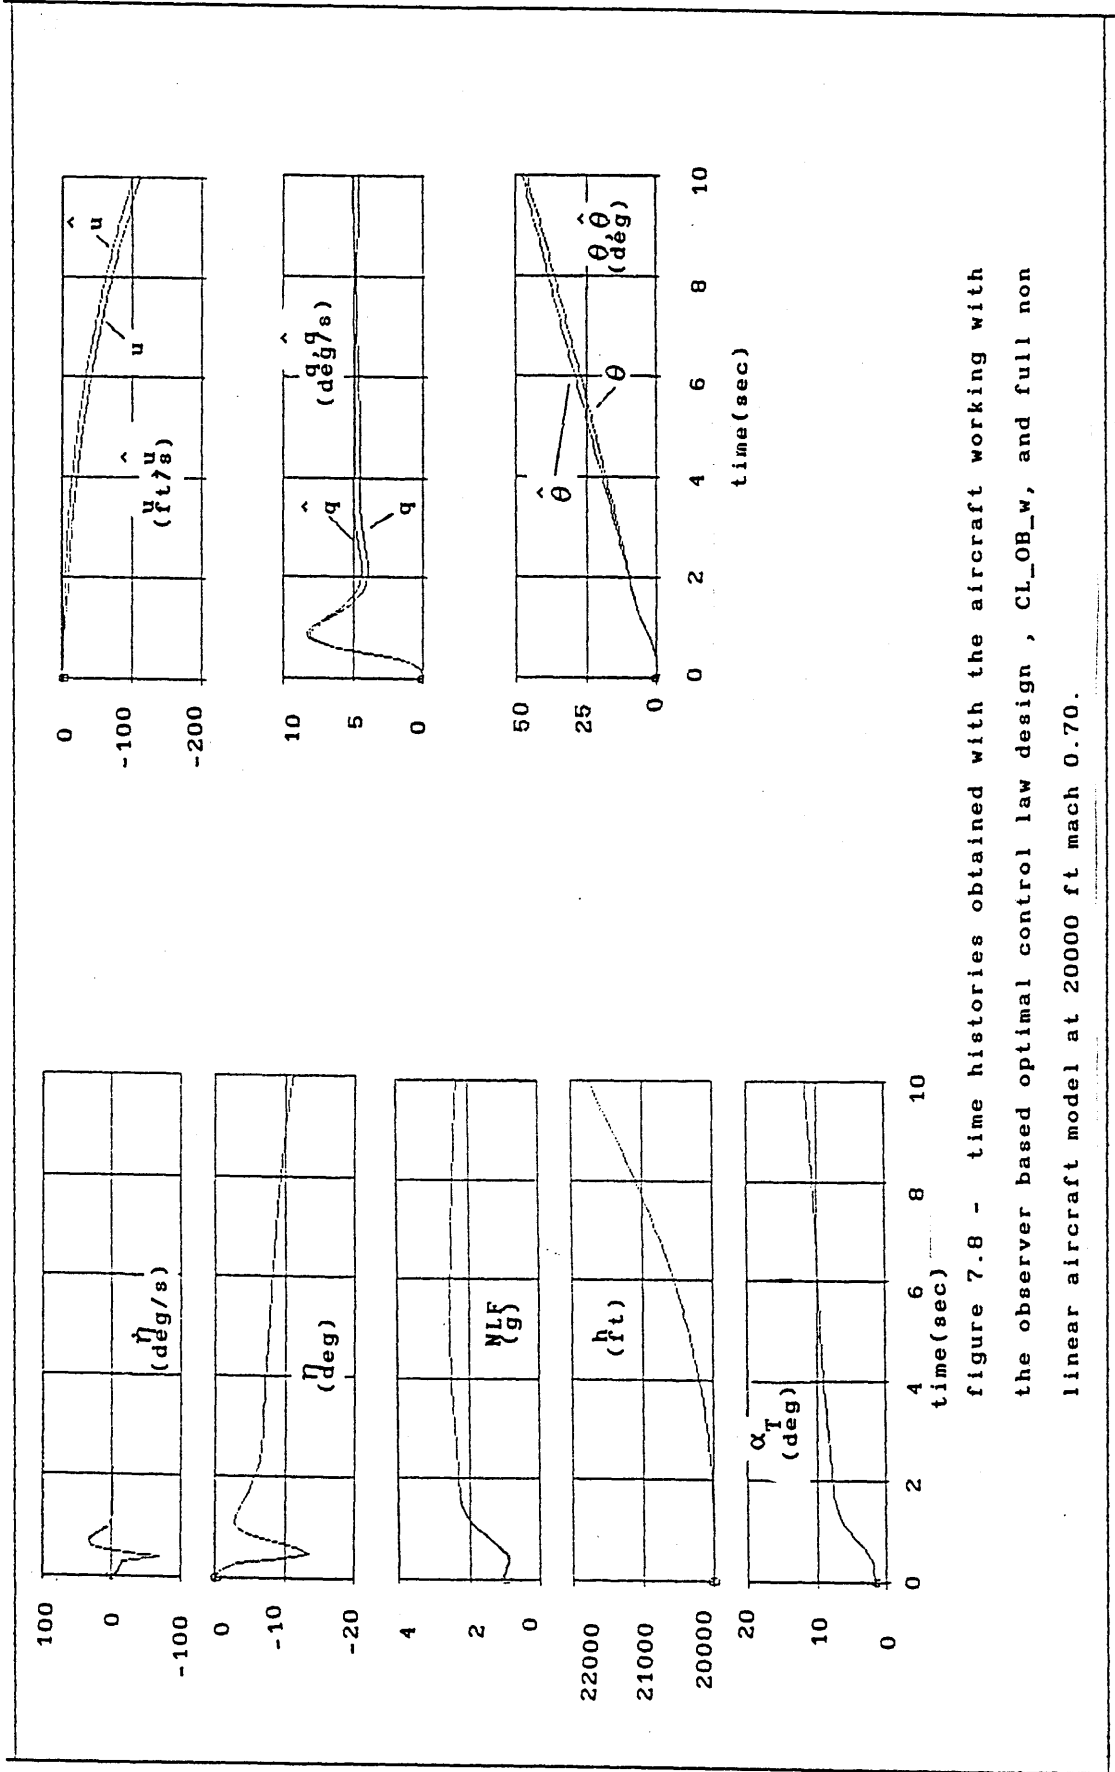 100
0
-100
η̇
(deg/s)
0
-10
-20
η
(deg)
4
2
0
NLF
(g)
22000
21000
20000
h
(ft)
20
10
0
α_T
(deg)
0
2
4
6
8
10
time(sec)
0
-100
-200
u, û
(ft/s)
u
û
10
5
0
q, q̂
(deg/s)
q̂
q
50
25
0
θ, θ̂
(deg)
θ̂
θ
0
2
4
6
8
10
time(sec)
figure 7.8 - time histories obtained with the aircraft working with
the observer based optimal control law design , CL_OB_w, and full non
linear aircraft model at 20000 ft mach 0.70.